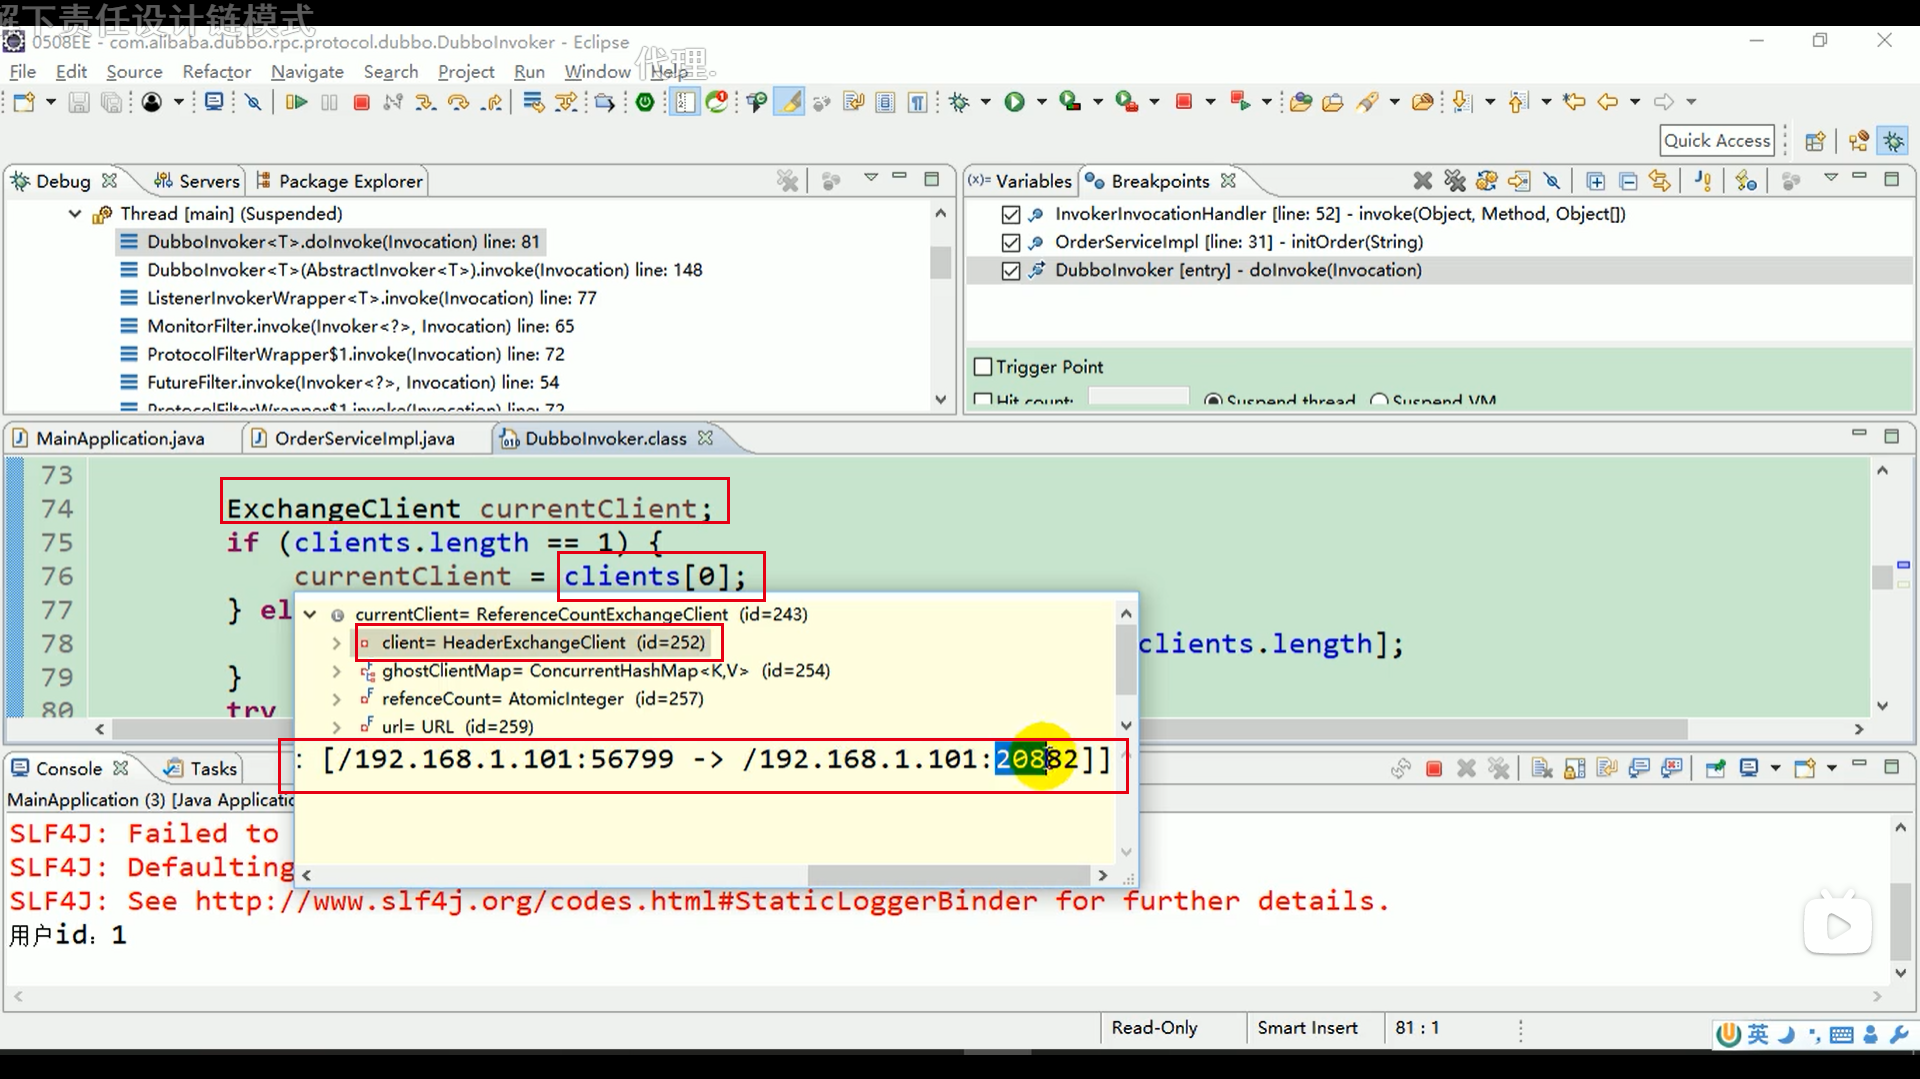 解下责任设计链模式
0508EE - com.alibaba.dubbo.rpc.protocol.dubbo.DubboInvoker - Eclipse
代理.
File Edit Source Refactor Navigate Search Project Run Window Help
Quick Access
Debug Servers Package Explorer
Thread [main] (Suspended)
DubboInvoker<T>.doInvoke(Invocation) line: 81
DubboInvoker<T>(AbstractInvoker<T>).invoke(Invocation) line: 148
ListenerInvokerWrapper<T>.invoke(Invocation) line: 77
MonitorFilter.invoke(Invoker<?>, Invocation) line: 65
ProtocolFilterWrapper$1.invoke(Invocation) line: 72
FutureFilter.invoke(Invoker<?>, Invocation) line: 54
ProtocolFilterWrapper$1.invoke(Invocation) line: 72
(x)= Variables Breakpoints
InvokerInvocationHandler [line: 52] - invoke(Object, Method, Object[])
OrderServiceImpl [line: 31] - initOrder(String)
DubboInvoker [entry] - doInvoke(Invocation)
Trigger Point
Hit count: Suspend thread Suspend VM
MainApplication.java OrderServiceImpl.java DubboInvoker.class
73
74 ExchangeClient currentClient;
75 if (clients.length == 1) {
76 currentClient = clients[0];
77 } el
78 clients.length];
79 }
80 try
currentClient= ReferenceCountExchangeClient (id=243)
client= HeaderExchangeClient (id=252)
ghostClientMap= ConcurrentHashMap<K,V> (id=254)
refenceCount= AtomicInteger (id=257)
url= URL (id=259)
: [/192.168.1.101:56799 -> /192.168.1.101:20882]]
Console Tasks
MainApplication (3) [Java Applicatio
SLF4J: Failed to
SLF4J: Defaulting
SLF4J: See http://www.slf4j.org/codes.html#StaticLoggerBinder for further details.
用户id：1
Read-Only Smart Insert 81 : 1
英